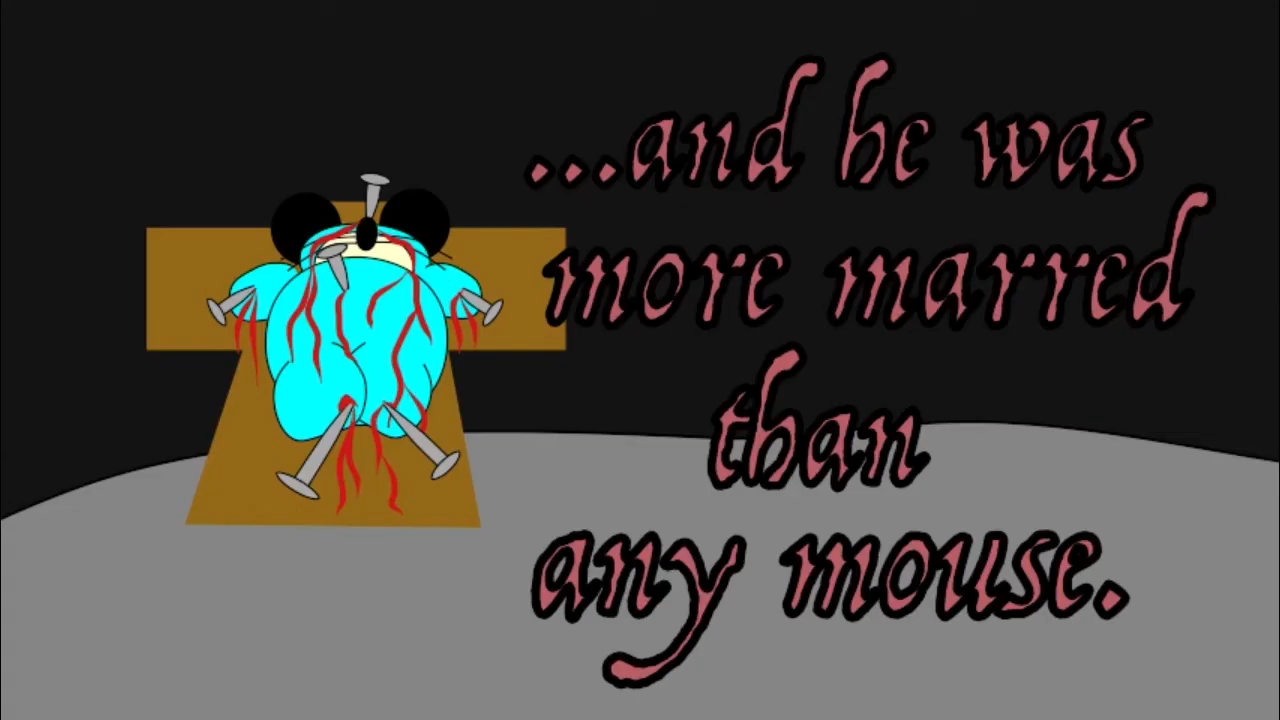 ...and he was
more marred
than
any mouse.